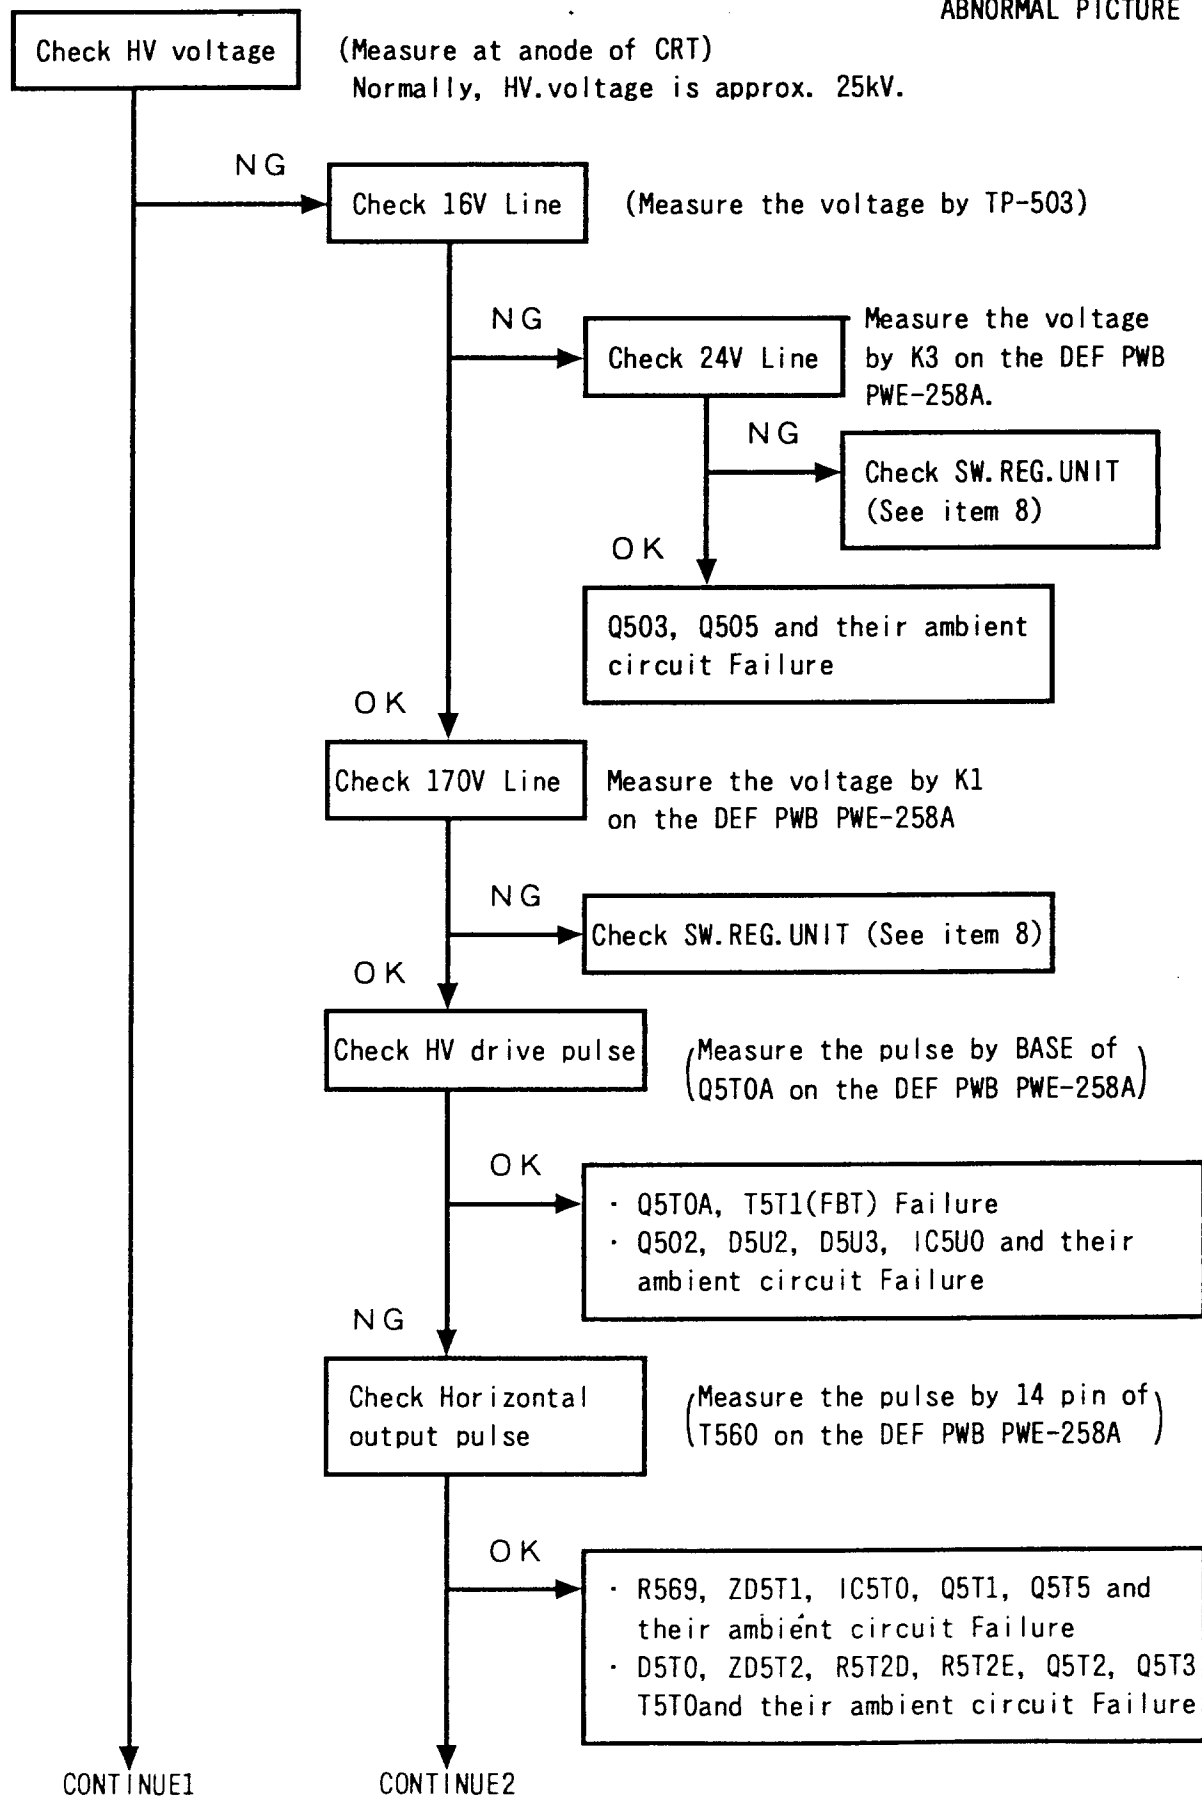 ABNORMAL PICTURE
Check HV voltage
(Measure at anode of CRT)
Normally, HV.voltage is approx. 25kV.
NG
Check 16V Line
(Measure the voltage by TP-503)
NG
Check 24V Line
Measure the voltage
by K3 on the DEF PWB
PWE-258A.
NG
Check SW.REG.UNIT
(See item 8)
OK
Q503, Q505 and their ambient
circuit Failure
OK
Check 170V Line
Measure the voltage by K1
on the DEF PWB PWE-258A
NG
Check SW.REG.UNIT (See item 8)
OK
Check HV drive pulse
(Measure the pulse by BASE of
Q5T0A on the DEF PWB PWE-258A)
OK
· Q5T0A, T5T1(FBT) Failure
· Q502, D5U2, D5U3, IC5U0 and their
ambient circuit Failure
NG
Check Horizontal
output pulse
(Measure the pulse by 14 pin of
T560 on the DEF PWB PWE-258A )
OK
· R569, ZD5T1, IC5T0, Q5T1, Q5T5 and
their ambient circuit Failure
· D5T0, ZD5T2, R5T2D, R5T2E, Q5T2, Q5T3
T5T0and their ambient circuit Failure
CONTINUE1
CONTINUE2